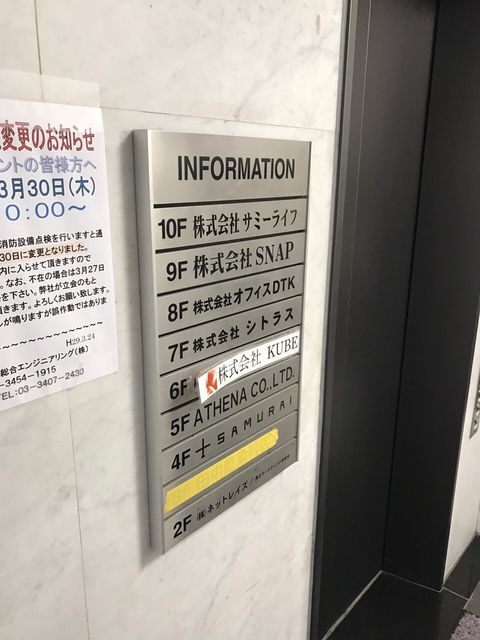 変更のお知らせ
ントの皆様方へ
3月30日(木)
0:00～
消防設備点検を行いますと通
30日に変更となりました。
内に入らせて頂きますので
。なお、不在の場合は3月27日
を下さい。弊社が立会のもと
頂きます。よろしくお願い致します。
ルが鳴りますが誤作動ではありま
H29.3.24
総合エンジニアリング(株)
-3454-1915
TEL:03-3407-2430
INFORMATION
10F 株式会社 サミーライフ
9F 株式会社 SNAP
8F 株式会社オフィスDTK
7F 株式会社 シトラス
6F 株式会社 KUBE
5F ATHENA CO.,LTD.
4F + SAMURAI
2F (株)ネットレイズ/